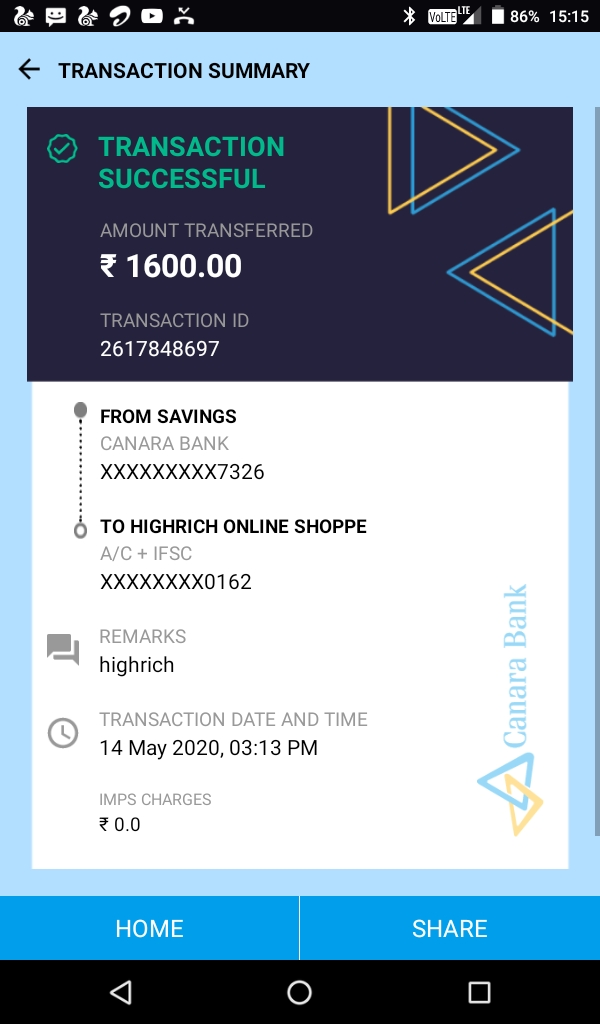 VoLTE LTE 86% 15:15
TRANSACTION SUMMARY
TRANSACTION
SUCCESSFUL
AMOUNT TRANSFERRED
₹ 1600.00
TRANSACTION ID
2617848697
FROM SAVINGS
CANARA BANK
XXXXXXXXX7326
TO HIGHRICH ONLINE SHOPPE
A/C + IFSC
XXXXXXXX0162
REMARKS
highrich
TRANSACTION DATE AND TIME
14 May 2020, 03:13 PM
IMPS CHARGES
₹ 0.0
Canara Bank
HOME
SHARE